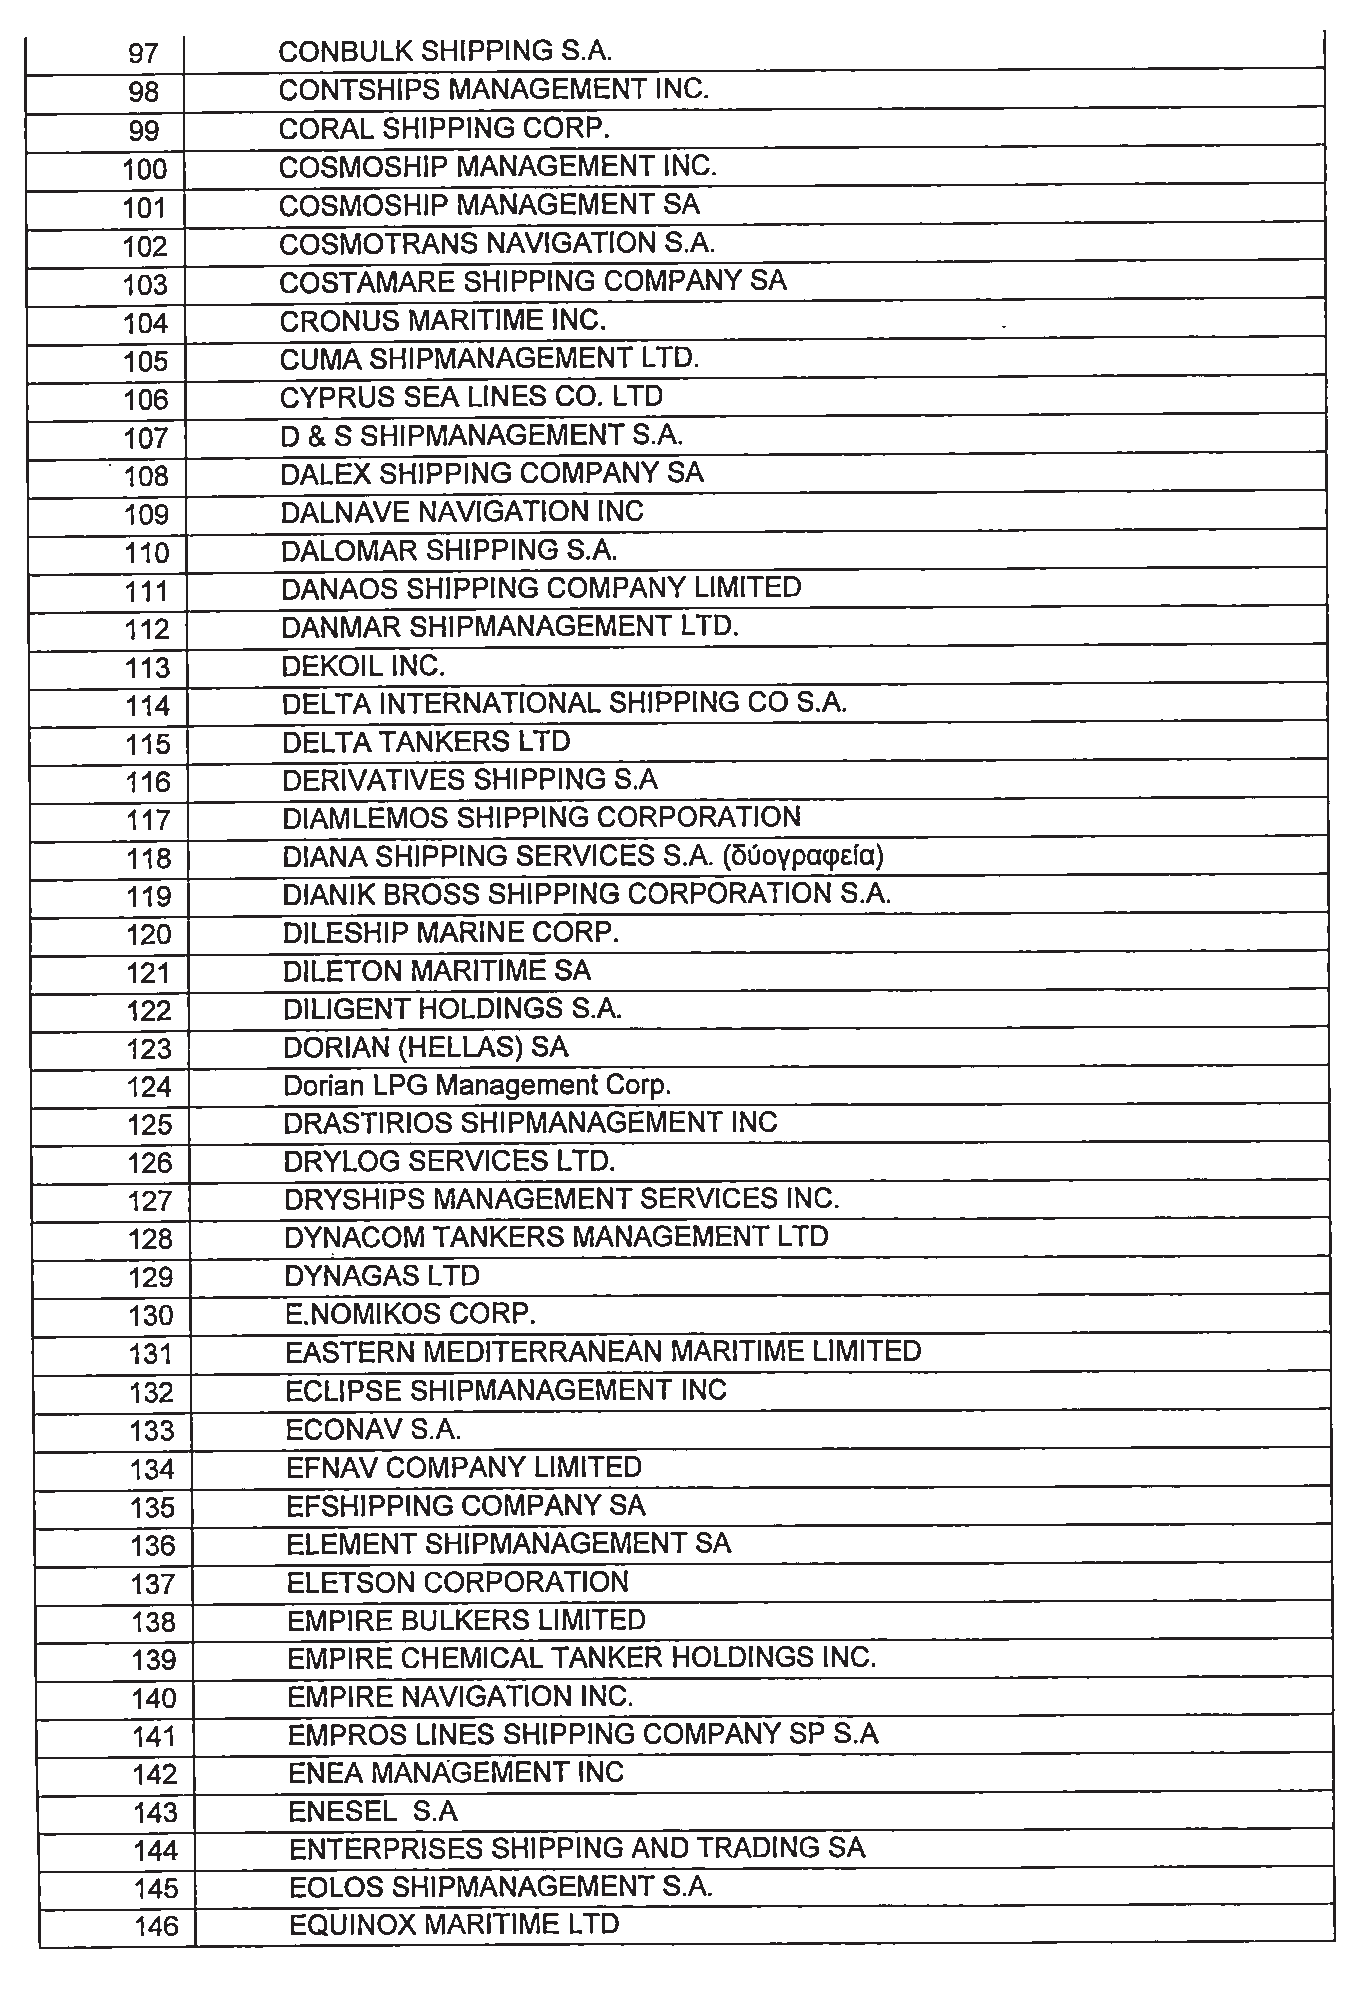 97 CONBULK SHIPPING S.A.
98 CONTSHIPS MANAGEMENT INC.
99 CORAL SHIPPING CORP.
100 COSMOSHIP MANAGEMENT INC.
101 COSMOSHIP MANAGEMENT SA
102 COSMOTRANS NAVIGATION S.A.
103 COSTAMARE SHIPPING COMPANY SA
104 CRONUS MARITIME INC.
105 CUMA SHIPMANAGEMENT LTD.
106 CYPRUS SEA LINES CO. LTD
107 D & S SHIPMANAGEMENT S.A.
108 DALEX SHIPPING COMPANY SA
109 DALNAVE NAVIGATION INC
110 DALOMAR SHIPPING S.A.
111 DANAOS SHIPPING COMPANY LIMITED
112 DANMAR SHIPMANAGEMENT LTD.
113 DEKOIL INC.
114 DELTA INTERNATIONAL SHIPPING CO S.A.
115 DELTA TANKERS LTD
116 DERIVATIVES SHIPPING S.A
117 DIAMLEMOS SHIPPING CORPORATION
118 DIANA SHIPPING SERVICES S.A. (δύογραφεία)
119 DIANIK BROSS SHIPPING CORPORATION S.A.
120 DILESHIP MARINE CORP.
121 DILETON MARITIME SA
122 DILIGENT HOLDINGS S.A.
123 DORIAN (HELLAS) SA
124 Dorian LPG Management Corp.
125 DRASTIRIOS SHIPMANAGEMENT INC
126 DRYLOG SERVICES LTD.
127 DRYSHIPS MANAGEMENT SERVICES INC.
128 DYNACOM TANKERS MANAGEMENT LTD
129 DYNAGAS LTD
130 E.NOMIKOS CORP.
131 EASTERN MEDITERRANEAN MARITIME LIMITED
132 ECLIPSE SHIPMANAGEMENT INC
133 ECONAV S.A.
134 EFNAV COMPANY LIMITED
135 EFSHIPPING COMPANY SA
136 ELEMENT SHIPMANAGEMENT SA
137 ELETSON CORPORATION
138 EMPIRE BULKERS LIMITED
139 EMPIRE CHEMICAL TANKER HOLDINGS INC.
140 EMPIRE NAVIGATION INC.
141 EMPROS LINES SHIPPING COMPANY SP S.A
142 ENEA MANAGEMENT INC
143 ENESEL S.A
144 ENTERPRISES SHIPPING AND TRADING SA
145 EOLOS SHIPMANAGEMENT S.A.
146 EQUINOX MARITIME LTD